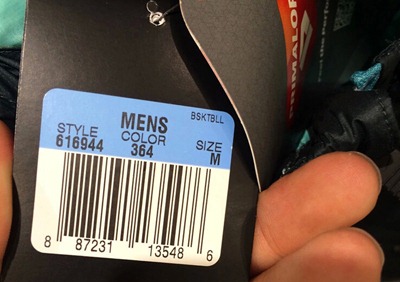 MENS
BSKTBLL
STYLE COLOR SIZE
616944 364 M
8 87231 13548 6